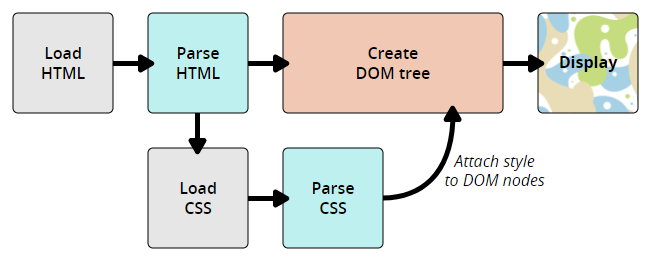 Load
HTML
Parse
HTML
Create
DOM tree
Display
Load
CSS
Parse
CSS
Attach style
to DOM nodes